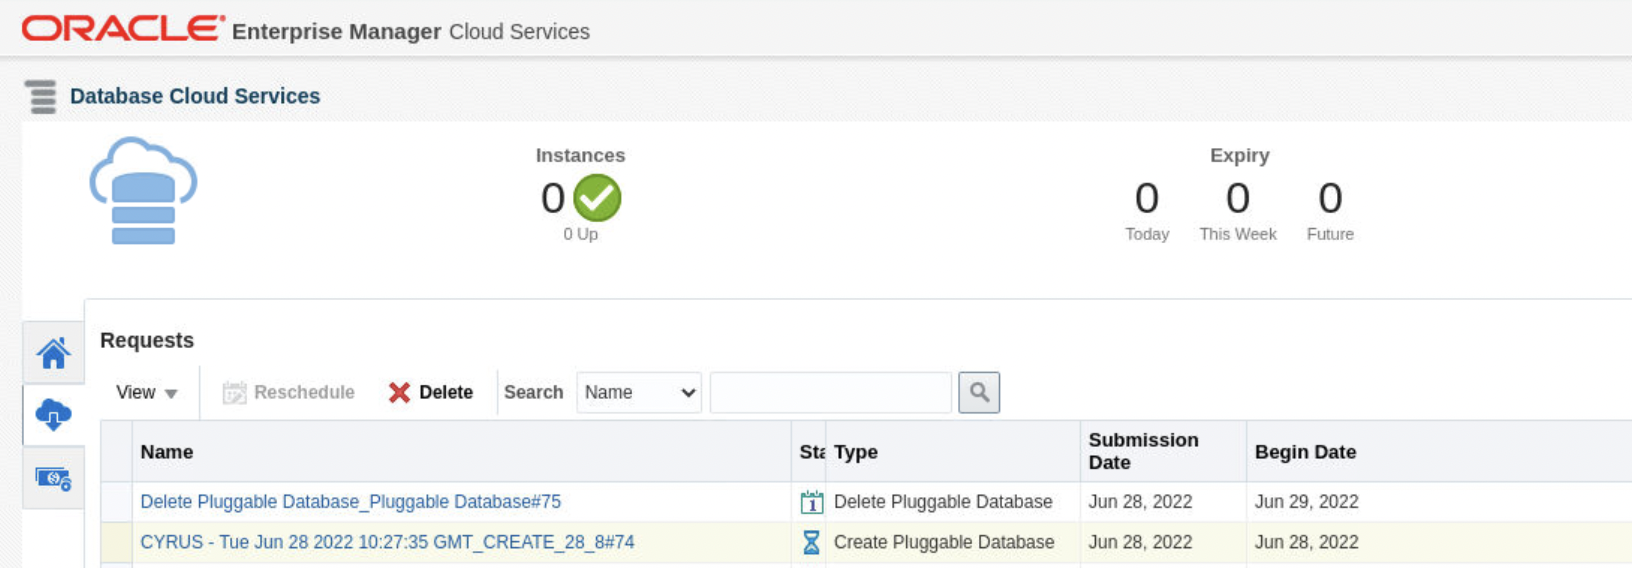 ORACLE Enterprise Manager Cloud Services
Database Cloud Services
Instances
Expiry
0
0 0 0
0 Up
Today This Week Future
Requests
View Reschedule Delete Search Name
Name Sta Type Submission Date Begin Date
Delete Pluggable Database_Pluggable Database#75 1 Delete Pluggable Database Jun 28, 2022 Jun 29, 2022
CYRUS - Tue Jun 28 2022 10:27:35 GMT_CREATE_28_8#74 Create Pluggable Database Jun 28, 2022 Jun 28, 2022